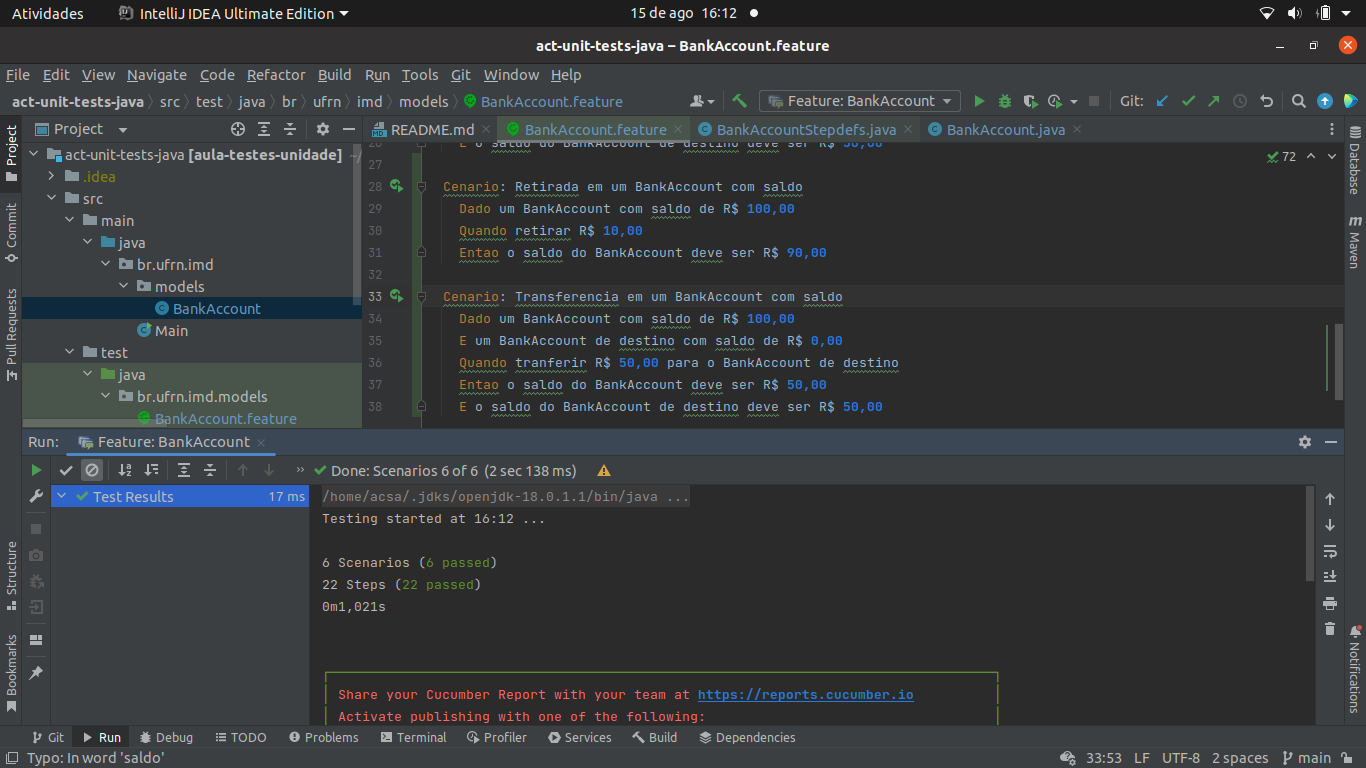 Atividades
IntelliJ IDEA Ultimate Edition
15 de ago 16:12
act-unit-tests-java – BankAccount.feature
File Edit View Navigate Code Refactor Build Run Tools Git Window Help
act-unit-tests-java src test java br ufrn imd models BankAccount.feature
Feature: BankAccount
Git:
Project
README.md
BankAccount.feature
BankAccountStepdefs.java
BankAccount.java
act-unit-tests-java [aula-testes-unidade] ~/
.idea
src
main
java
br.ufrn.imd
models
BankAccount
Main
test
java
br.ufrn.imd.models
BankAccount.feature
72
26 E o saldo do BankAccount de destino deve ser R$ 50,00
27
28 Cenario: Retirada em um BankAccount com saldo
29 Dado um BankAccount com saldo de R$ 100,00
30 Quando retirar R$ 10,00
31 Entao o saldo do BankAccount deve ser R$ 90,00
32
33 Cenario: Transferencia em um BankAccount com saldo
34 Dado um BankAccount com saldo de R$ 100,00
35 E um BankAccount de destino com saldo de R$ 0,00
36 Quando tranferir R$ 50,00 para o BankAccount de destino
37 Entao o saldo do BankAccount deve ser R$ 50,00
38 E o saldo do BankAccount de destino deve ser R$ 50,00
Project
Commit
Pull Requests
Structure
Bookmarks
Database
m Maven
Notifications
Run: Feature: BankAccount
Done: Scenarios 6 of 6 (2 sec 138 ms)
Test Results 17 ms
/home/acsa/.jdks/openjdk-18.0.1.1/bin/java ...
Testing started at 16:12 ...
6 Scenarios (6 passed)
22 Steps (22 passed)
0m1,021s
Share your Cucumber Report with your team at https://reports.cucumber.io
Activate publishing with one of the following:
Git Run Debug TODO Problems Terminal Profiler Services Build Dependencies
Typo: In word 'saldo'
33:53 LF UTF-8 2 spaces main